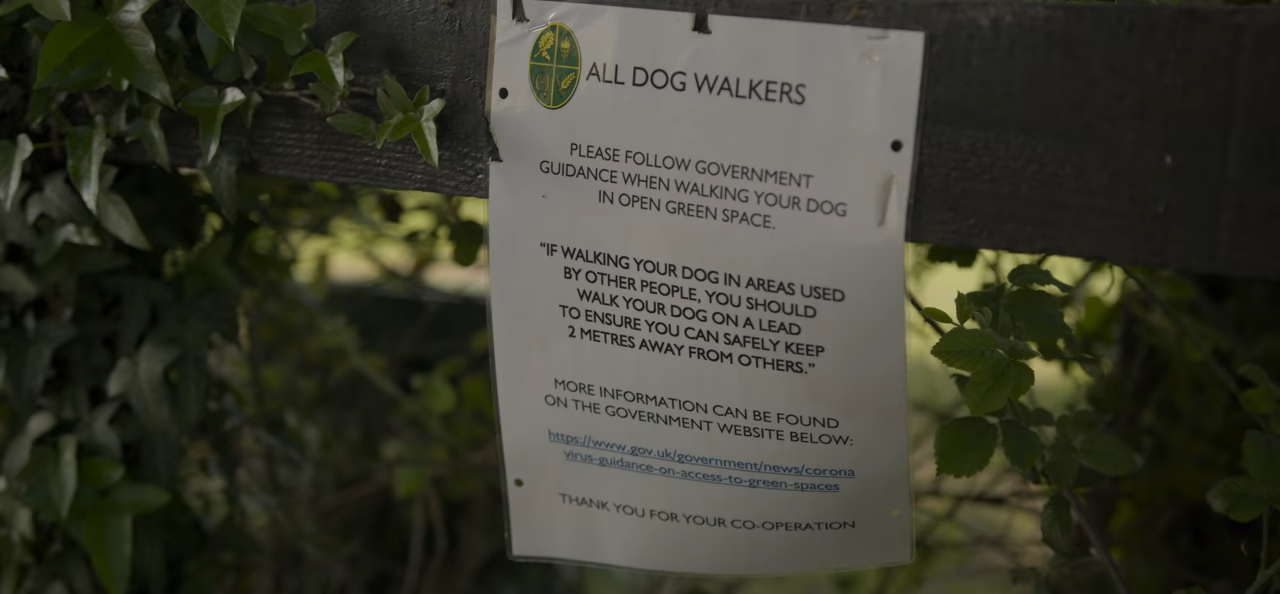 ALL DOG WALKERS
PLEASE FOLLOW GOVERNMENT
GUIDANCE WHEN WALKING YOUR DOG
IN OPEN GREEN SPACE.
"IF WALKING YOUR DOG IN AREAS USED
BY OTHER PEOPLE, YOU SHOULD
WALK YOUR DOG ON A LEAD
TO ENSURE YOU CAN SAFELY KEEP
2 METRES AWAY FROM OTHERS."
MORE INFORMATION CAN BE FOUND
ON THE GOVERNMENT WEBSITE BELOW:
https://www.gov.uk/government/news/corona
virus-guidance-on-access-to-green-spaces
THANK YOU FOR YOUR CO-OPERATION